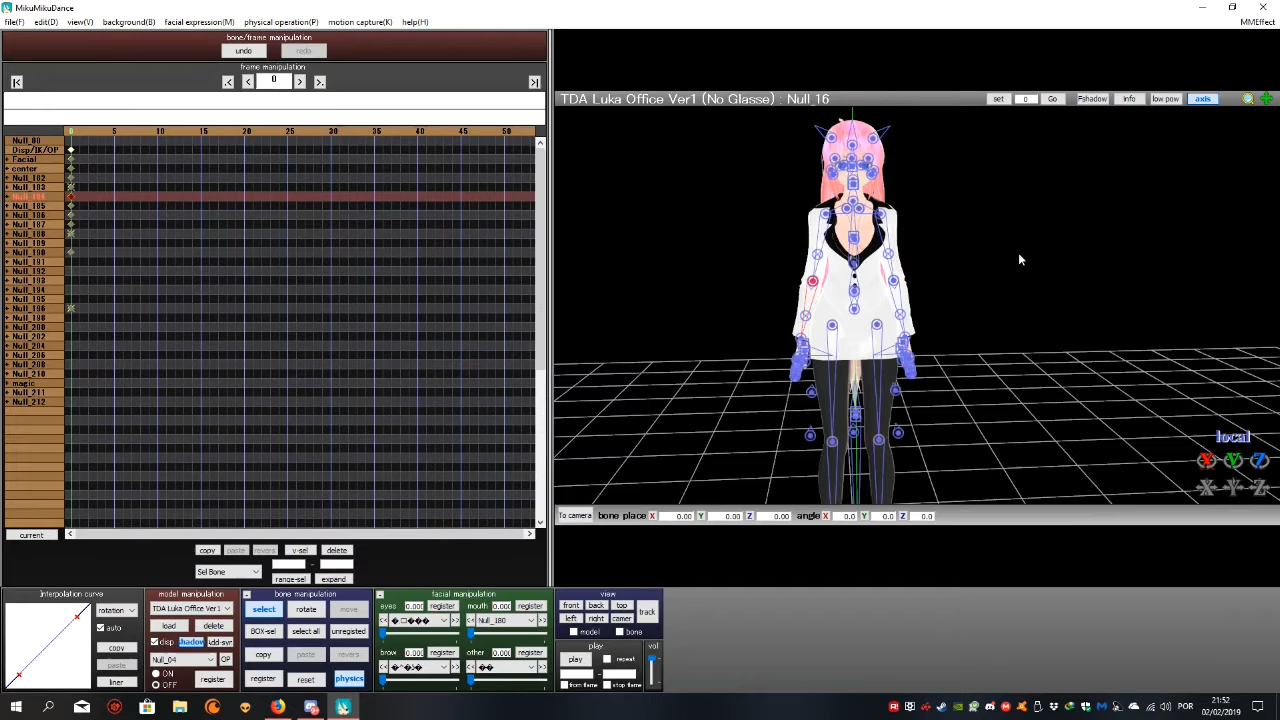 MikuMikuDance
file(F) edit(D) view(V) background(B) facial expression(M) physical operation(P) motion capture(K) help(H) MMEffect
bone/frame manipulation
undo redo
frame manipulation
|< .< < 0 > >. >|
TDA Luka Office Ver1 (No Glasse) : Null_16 set 0 Go Fshadow info low pow axis
0 5 10 15 20 25 30 35 40 45 50
Null_00
Disp/IK/OP
+ Facial
+ center
+ Null_182
+ Null_183
+ Null_184
+ Null_185
+ Null_186
+ Null_187
+ Null_188
+ Null_189
+ Null_190
+ Null_191
+ Null_192
+ Null_193
+ Null_194
+ Null_195
+ Null_196
+ Null_198
+ Null_200
+ Null_202
+ Null_204
+ Null_206
+ Null_208
+ Null_210
+ magic
+ Null_211
+ Null_212
local
X Y Z
X Y Z
To camera bone place X 0.00 Y 0.00 Z 0.00 angle X 0.0 Y 0.0 Z 0.0
current
copy paste revers v-sel delete
Sel Bone -
range-sel expand
Interpolation curve
rotation
auto
copy
paste
liner
model manipulation
TDA Luka Office Ver1
load delete
disp shadow add-syn
Null_04 OP
ON
OFF
register
bone manipulation
select rotate move
BOX-sel select all unregisted
copy paste revers
register reset physics
facial manipulation
eyes 0.000 register mouth 0.000 register
<< >> << Null_180 >>
brow 0.000 register other 0.000 register
<< >> << >>
view
front back top
left right camer
track
model bone
play
play repeat
-
from flame stop flame
vol
POR
21:52
02/02/2019